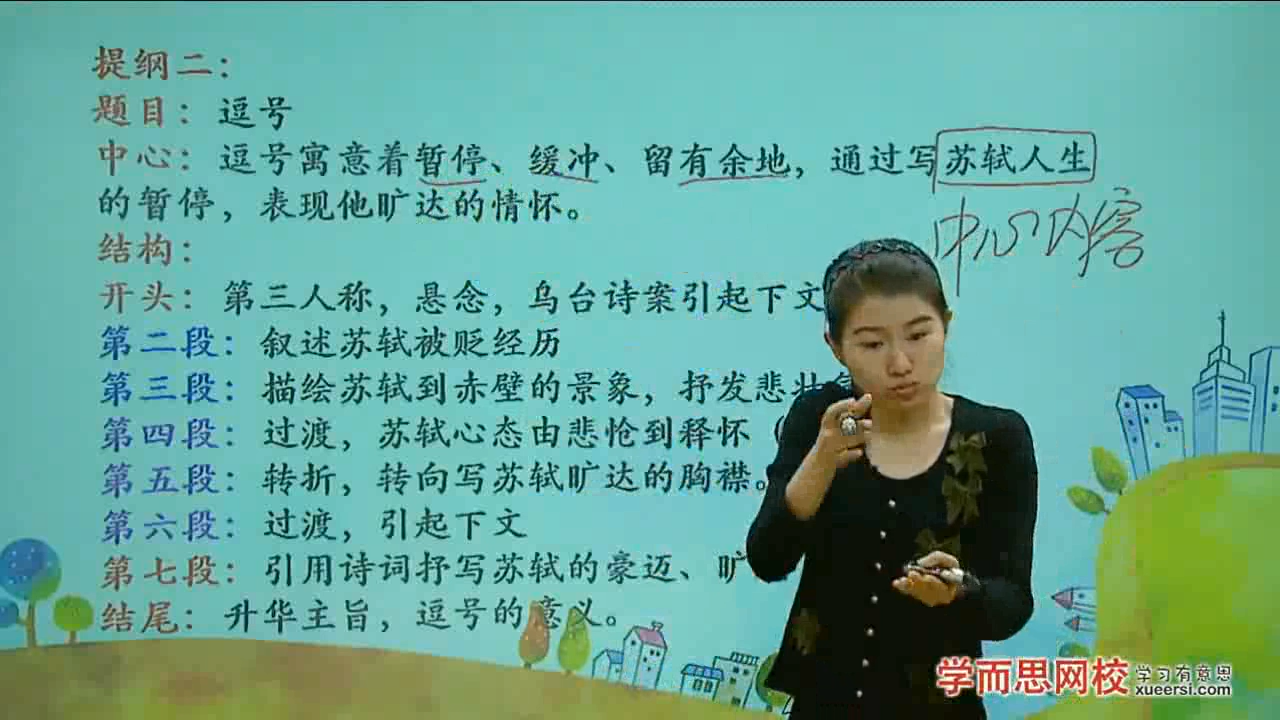 提纲二：
题目：逗号
中心：逗号寓意着暂停、缓冲、留有余地，通过写苏轼人生
的暂停，表现他旷达的情怀。
中心内容
结构：
开头：第三人称，悬念，乌台诗案引起下文
第二段：叙述苏轼被贬经历
第三段：描绘苏轼到赤壁的景象，抒发悲壮
第四段：过渡，苏轼心态由悲怆到释怀（
第五段：转折，转向写苏轼旷达的胸襟。
第六段：过渡，引起下文
第七段：引用诗词抒写苏轼的豪迈、旷
结尾：升华主旨，逗号的意义。
学而思网校 学习有意思
xueersi.com